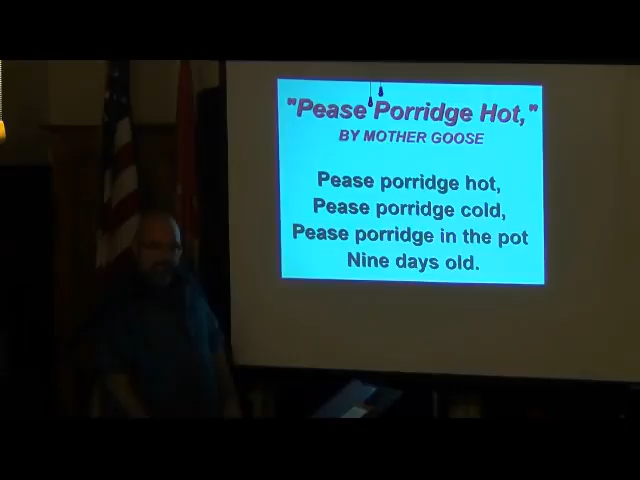 "Pease Porridge Hot,"
BY MOTHER GOOSE
Pease porridge hot,
Pease porridge cold,
Pease porridge in the pot
Nine days old.